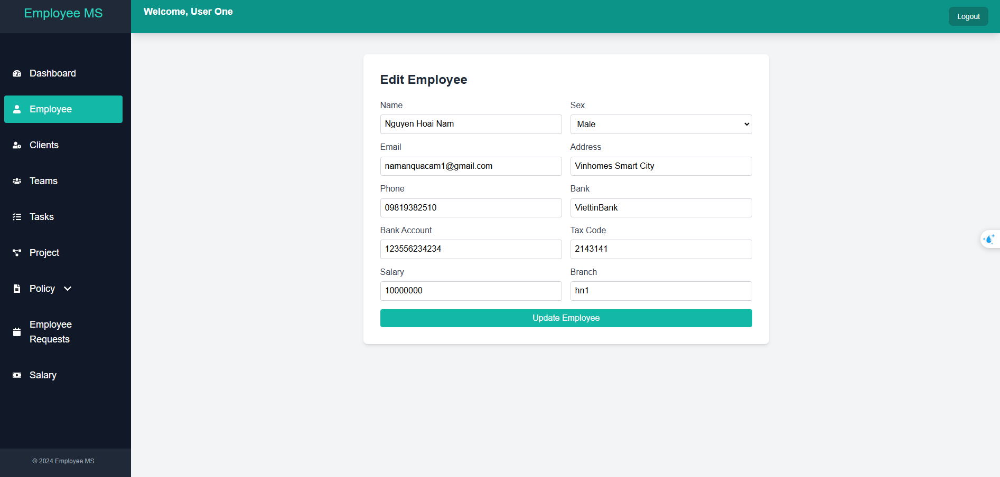 Employee MS
Welcome, User One
Logout
Dashboard
Employee
Clients
Teams
Tasks
Project
Policy
Employee
Requests
Salary
© 2024 Employee MS
Edit Employee
Name
Sex
Nguyen Hoai Nam
Male
Email
Address
namanquacam1@gmail.com
Vinhomes Smart City
Phone
Bank
09819382510
ViettinBank
Bank Account
Tax Code
123556234234
2143141
Salary
Branch
10000000
hn1
Update Employee